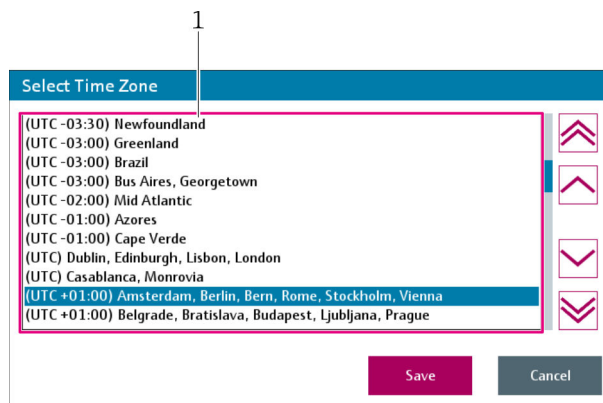 1
Select Time Zone
(UTC -03:30) Newfoundland
(UTC -03:00) Greenland
(UTC -03:00) Brazil
(UTC -03:00) Bus Aires, Georgetown
(UTC -02:00) Mid Atlantic
(UTC -01:00) Azores
(UTC -01:00) Cape Verde
(UTC) Dublin, Edinburgh, Lisbon, London
(UTC) Casablanca, Monrovia
(UTC +01:00) Amsterdam, Berlin, Bern, Rome, Stockholm, Vienna
(UTC +01:00) Belgrade, Bratislava, Budapest, Ljubljana, Prague
Save
Cancel